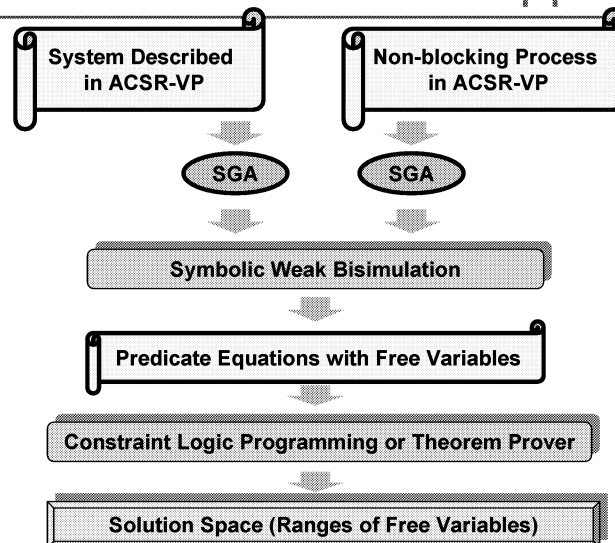 System Described
in ACSR-VP
Non-blocking Process
in ACSR-VP
SGA
SGA
Symbolic Weak Bisimulation
Predicate Equations with Free Variables
Constraint Logic Programming or Theorem Prover
Solution Space (Ranges of Free Variables)